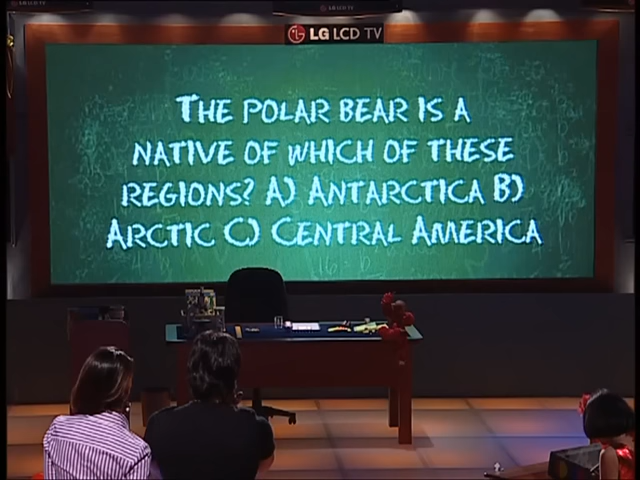 LG LCD TV
THE POLAR BEAR IS A
NATIVE OF WHICH OF THESE
REGIONS? A) ANTARCTICA B)
ARCTIC C) CENTRAL AMERICA